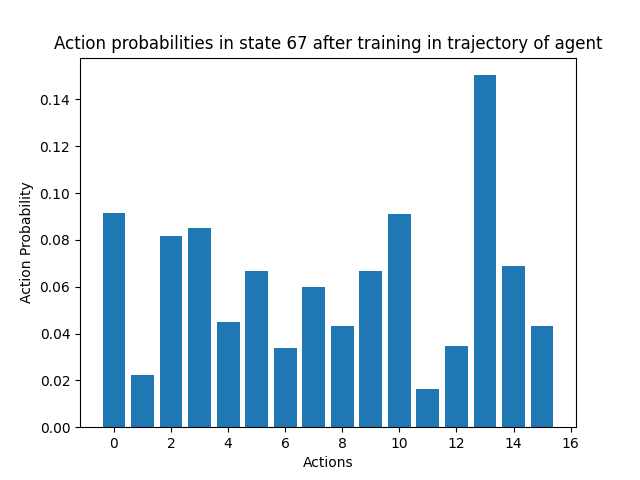 Action probabilities in state 67 after training in trajectory of agent
0.14
0.12
0.10
0.08
0.06
0.04
0.02
0.00
Action Probability
0 2 4 6 8 10 12 14 16
Actions